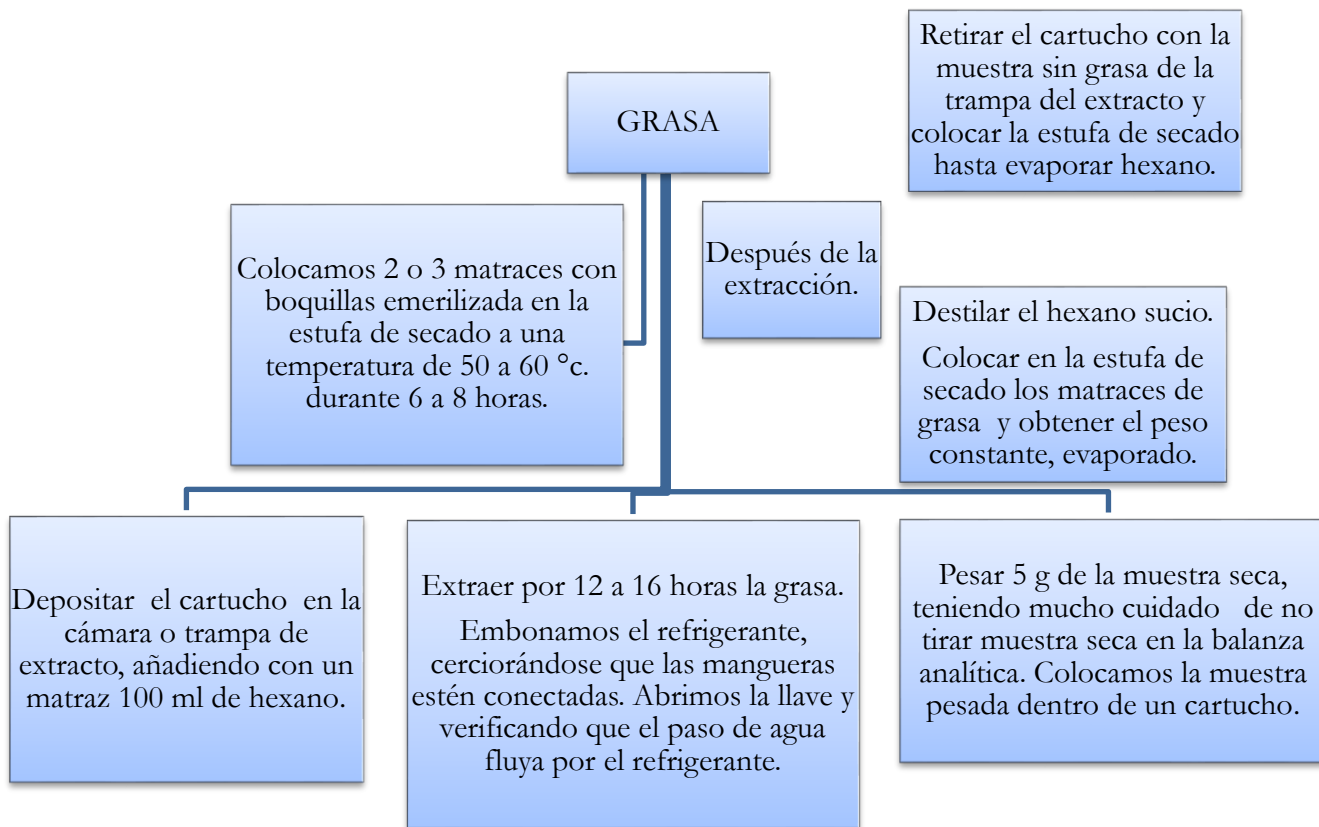 GRASA
Retirar el cartucho con la
muestra sin grasa de la
trampa del extracto y
colocar la estufa de secado
hasta evaporar hexano.
Colocamos 2 o 3 matraces con
boquillas emerilizada en la
estufa de secado a una
temperatura de 50 a 60 °c.
durante 6 a 8 horas.
Después de la
extracción.
Destilar el hexano sucio.
Colocar en la estufa de
secado los matraces de
grasa y obtener el peso
constante, evaporado.
Depositar el cartucho en la
cámara o trampa de
extracto, añadiendo con un
matraz 100 ml de hexano.
Extraer por 12 a 16 horas la grasa.
Embonamos el refrigerante,
cerciorándose que las mangueras
estén conectadas. Abrimos la llave y
verificando que el paso de agua
fluya por el refrigerante.
Pesar 5 g de la muestra seca,
teniendo mucho cuidado de no
tirar muestra seca en la balanza
analítica. Colocamos la muestra
pesada dentro de un cartucho.